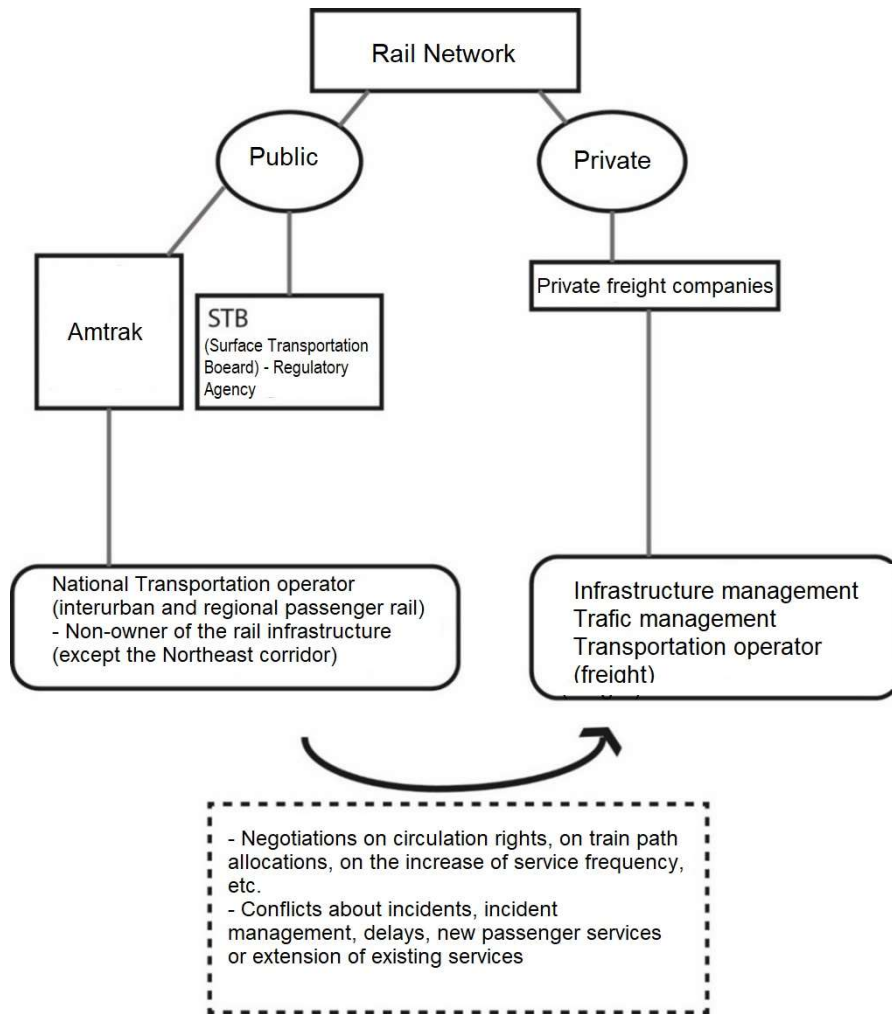 Rail Network
Public
Private
Amtrak
STB
(Surface Transportation
Boeard) - Regulatory
Agency
Private freight companies
National Transportation operator
(interurban and regional passenger rail)
- Non-owner of the rail infrastructure
(except the Northeast corridor)
Infrastructure management
Trafic management
Transportation operator
(freight)
- Negotiations on circulation rights, on train path
allocations, on the increase of service frequency,
etc.
- Conflicts about incidents, incident
management, delays, new passenger services
or extension of existing services